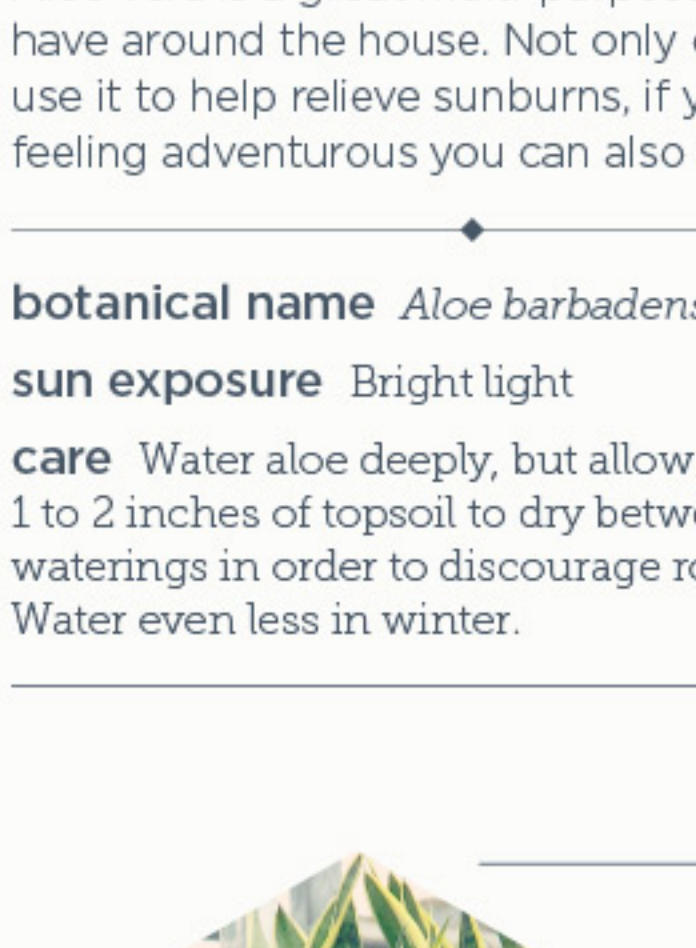 have around the house. Not only
use it to help relieve sunburns, if
feeling adventurous you can also
botanical name Aloe barbadens
sun exposure Bright light
care Water aloe deeply, but allow
1 to 2 inches of topsoil to dry betw
waterings in order to discourage
Water even less in winter.